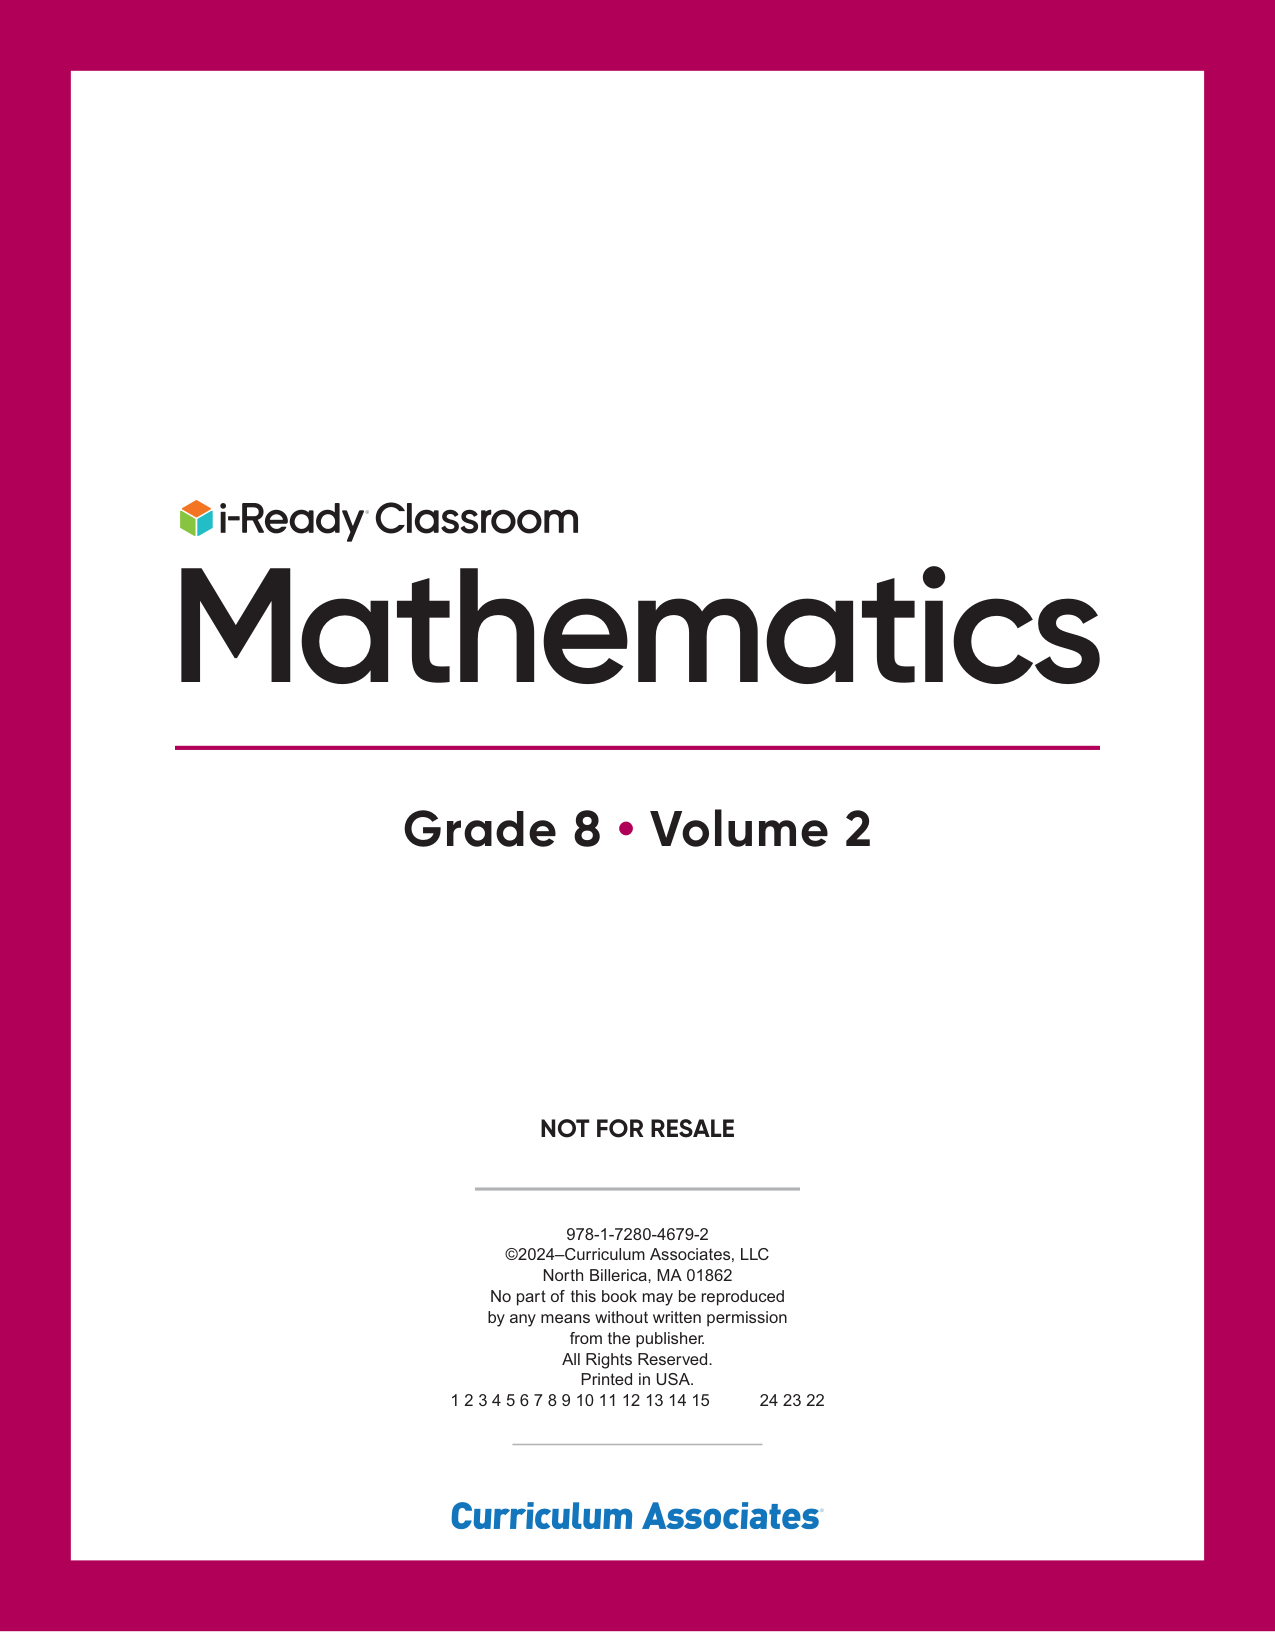 i-Ready® Classroom
Mathematics
Grade 8 • Volume 2
NOT FOR RESALE
978-1-7280-4679-2
©2024–Curriculum Associates, LLC
North Billerica, MA 01862
No part of this book may be reproduced
by any means without written permission
from the publisher.
All Rights Reserved.
Printed in USA.
1 2 3 4 5 6 7 8 9 10 11 12 13 14 15 24 23 22
Curriculum Associates®